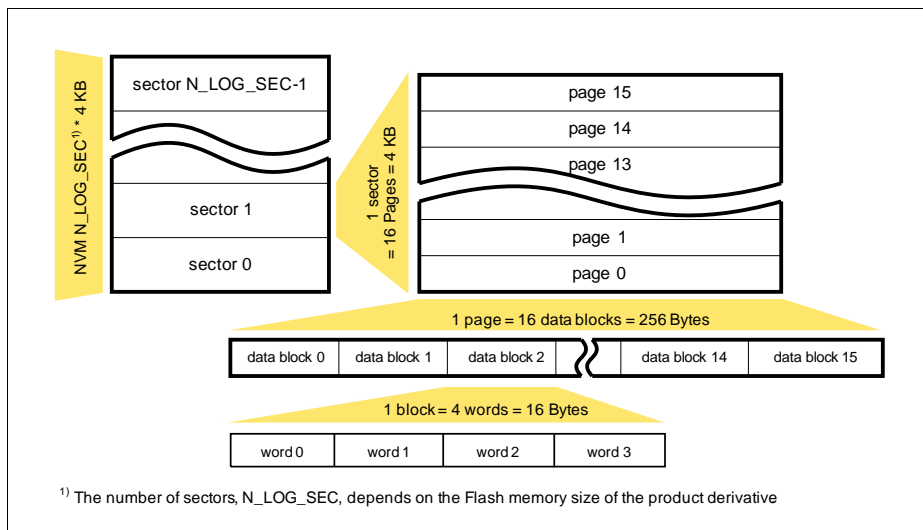 NVM N_LOG_SEC1) * 4 KB
sector N_LOG_SEC-1
sector 1
sector 0
1 sector
= 16 Pages = 4 KB
page 15
page 14
page 13
page 1
page 0
1 page = 16 data blocks = 256 Bytes
data block 0 data block 1 data block 2 data block 14 data block 15
1 block = 4 words = 16 Bytes
word 0 word 1 word 2 word 3
1) The number of sectors, N_LOG_SEC, depends on the Flash memory size of the product derivative